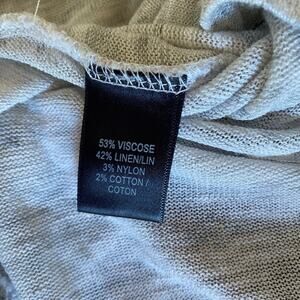 53% VISCOSE
42% LINEN/LIN
3% NYLON
2% COTTON /
COTON